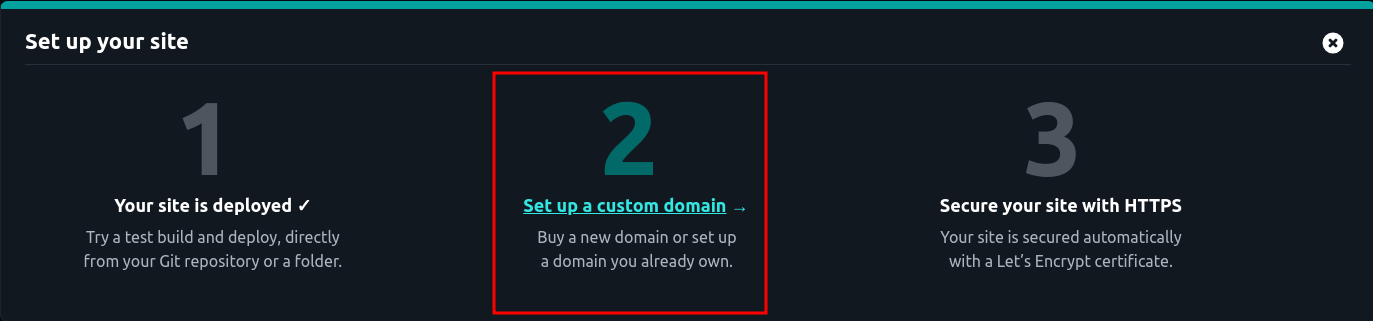 Set up your site
1
Your site is deployed ✓
Try a test build and deploy, directly
from your Git repository or a folder.
2
Set up a custom domain →
Buy a new domain or set up
a domain you already own.
3
Secure your site with HTTPS
Your site is secured automatically
with a Let's Encrypt certificate.